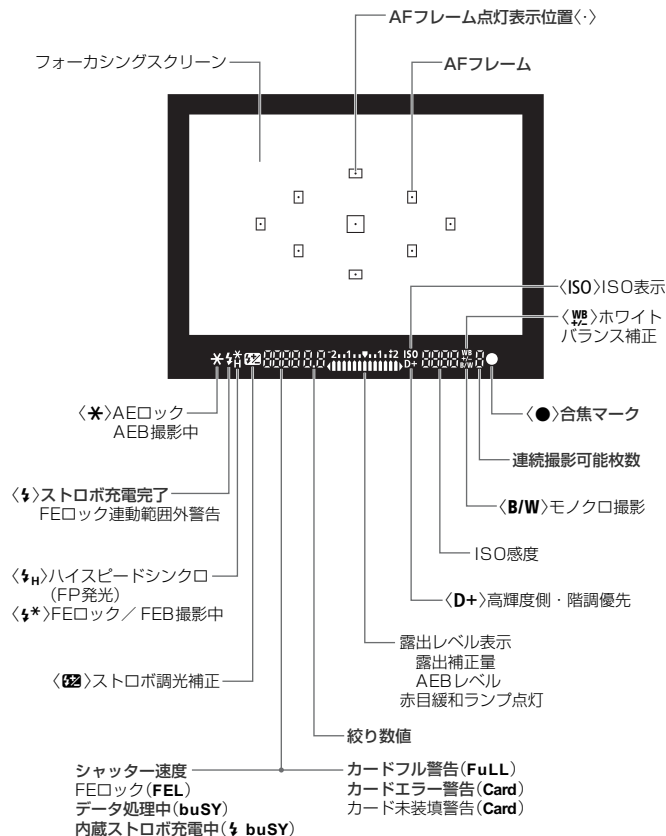 AFフレーム点灯表示位置〈·〉
フォーカシングスクリーン
AFフレーム
〈ISO〉ISO表示
〈WB+/-〉ホワイト
バランス補正
-2..1..▼..1..+2 ISO D+ WB +/- B/W
〈✱〉AEロック
AEB撮影中
〈●〉合焦マーク
連続撮影可能枚数
〈⚡〉ストロボ充電完了
FEロック連動範囲外警告
〈B/W〉モノクロ撮影
ISO感度
〈⚡H〉ハイスピードシンクロ
(FP発光)
〈⚡*〉FEロック／FEB撮影中
〈D+〉高輝度側・階調優先
露出レベル表示
露出補正量
AEBレベル
赤目緩和ランプ点灯
〈⚡±〉ストロボ調光補正
絞り数値
シャッター速度
FEロック(FEL)
データ処理中(buSY)
内蔵ストロボ充電中(⚡ buSY)
カードフル警告(FuLL)
カードエラー警告(Card)
カード未装填警告(Card)